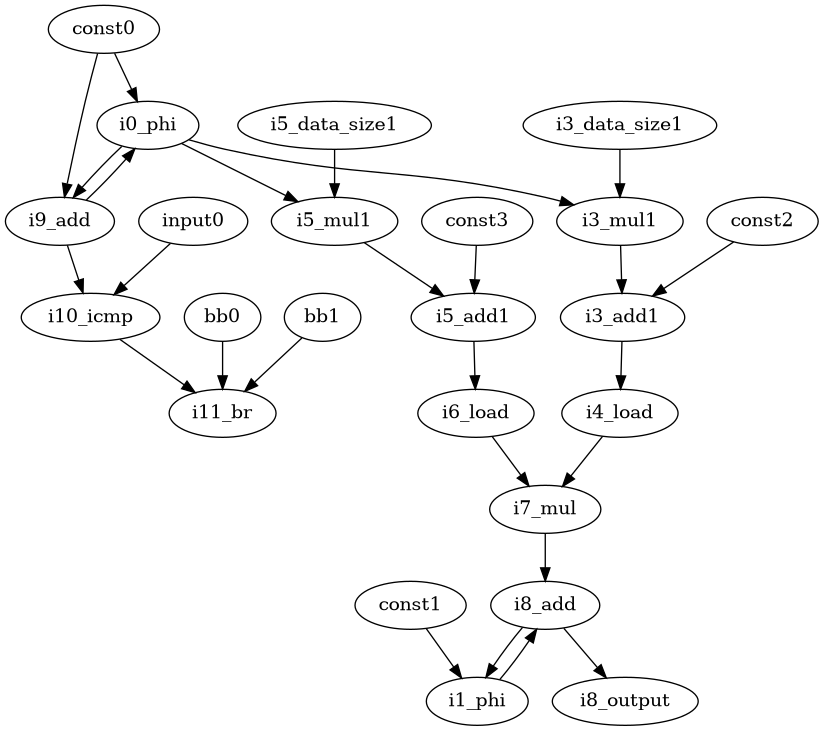 const0
i0_phi
i5_data_size1
i3_data_size1
i9_add
input0
i5_mul1
const3
i3_mul1
const2
i10_icmp
bb0
bb1
i5_add1
i3_add1
i11_br
i6_load
i4_load
i7_mul
const1
i8_add
i1_phi
i8_output